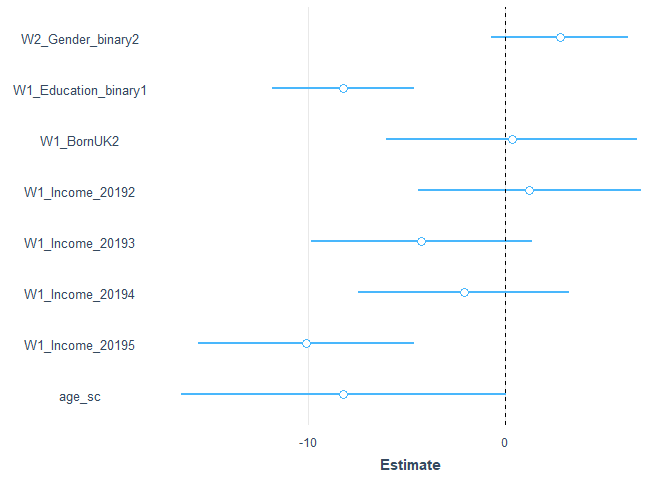 W2_Gender_binary2
W1_Education_binary1
W1_BornUK2
W1_Income_20192
W1_Income_20193
W1_Income_20194
W1_Income_20195
age_sc
-10 0
Estimate